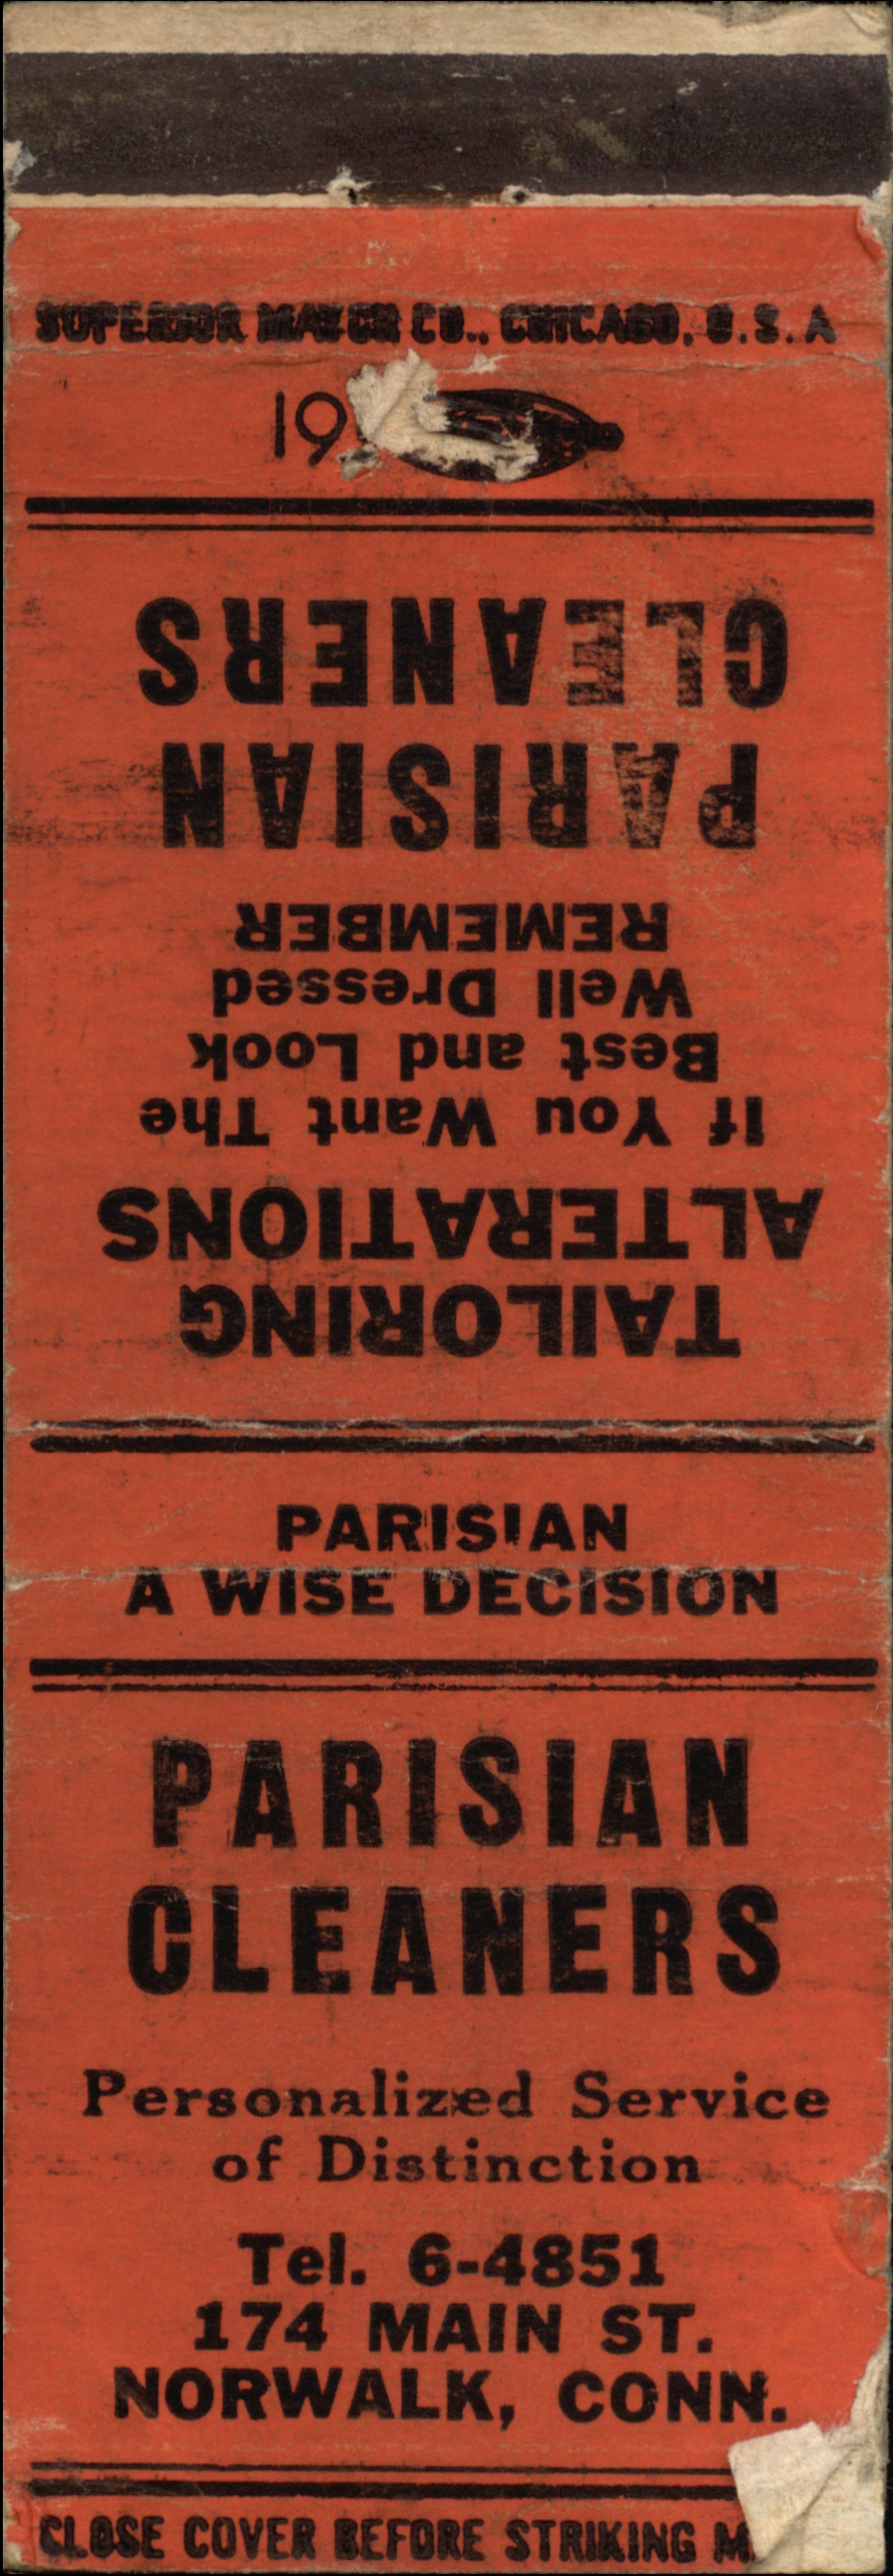 SUPERIOR MATCH CO., CHICAGO, U.S.A
19
TAILORING
ALTERATIONS
If You Want The
Best and Look
Well Dressed
REMEMBER
PARISIAN
CLEANERS
PARISIAN
A WISE DECISION
PARISIAN
CLEANERS
Personalized Service
of Distinction
Tel. 6-4851
174 MAIN ST.
NORWALK, CONN.
CLOSE COVER BEFORE STRIKING